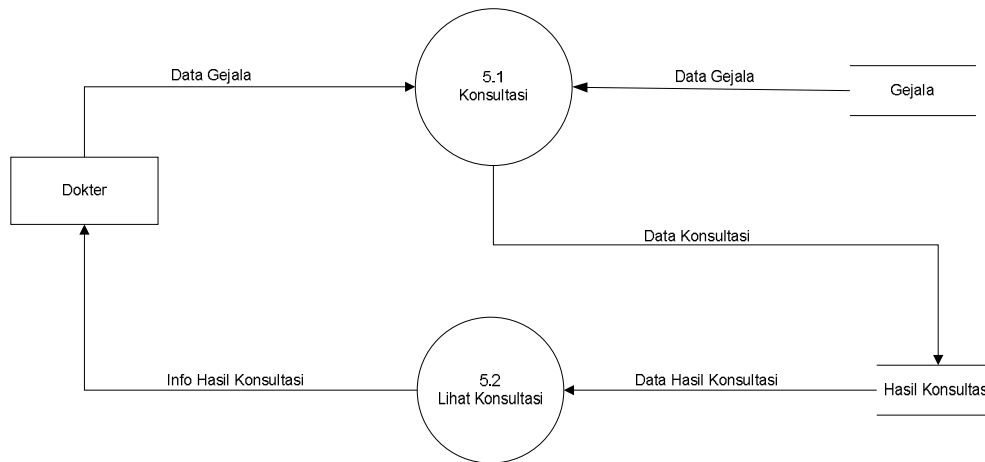 Data Gejala
5.1
Konsultasi
Data Gejala
Gejala
Dokter
Data Konsultasi
Info Hasil Konsultasi
5.2
Lihat Konsultasi
Data Hasil Konsultasi
Hasil Konsultas